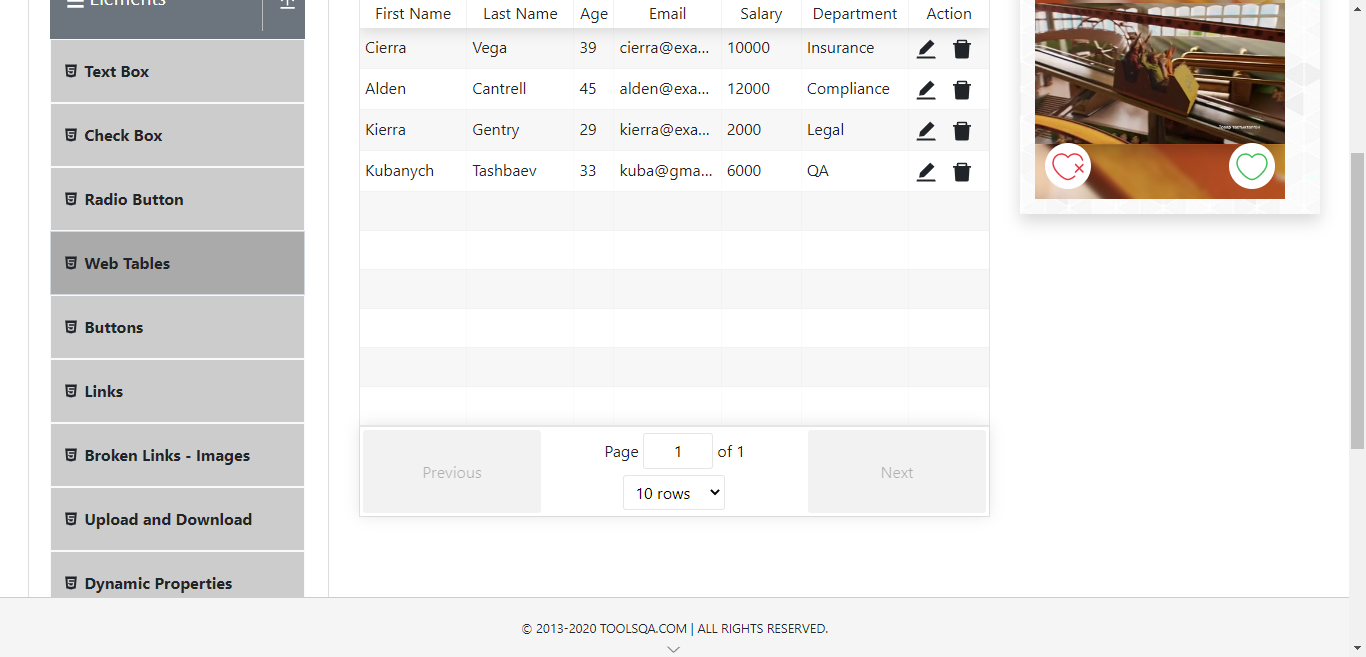 Elements
Text Box
Check Box
Radio Button
Web Tables
Buttons
Links
Broken Links - Images
Upload and Download
Dynamic Properties
First Name Last Name Age Email Salary Department Action
Cierra Vega 39 cierra@exa... 10000 Insurance
Alden Cantrell 45 alden@exa... 12000 Compliance
Kierra Gentry 29 kierra@exa... 2000 Legal
Kubanych Tashbaev 33 kuba@gma... 6000 QA
Previous Page 1 of 1 Next
10 rows
© 2013-2020 TOOLSQA.COM | ALL RIGHTS RESERVED.